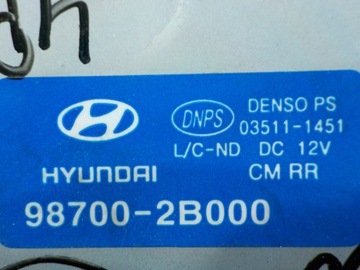 DNPS
DENSO PS
03511-1451
L/C-ND DC 12V
HYUNDAI
CM RR
98700-2B000